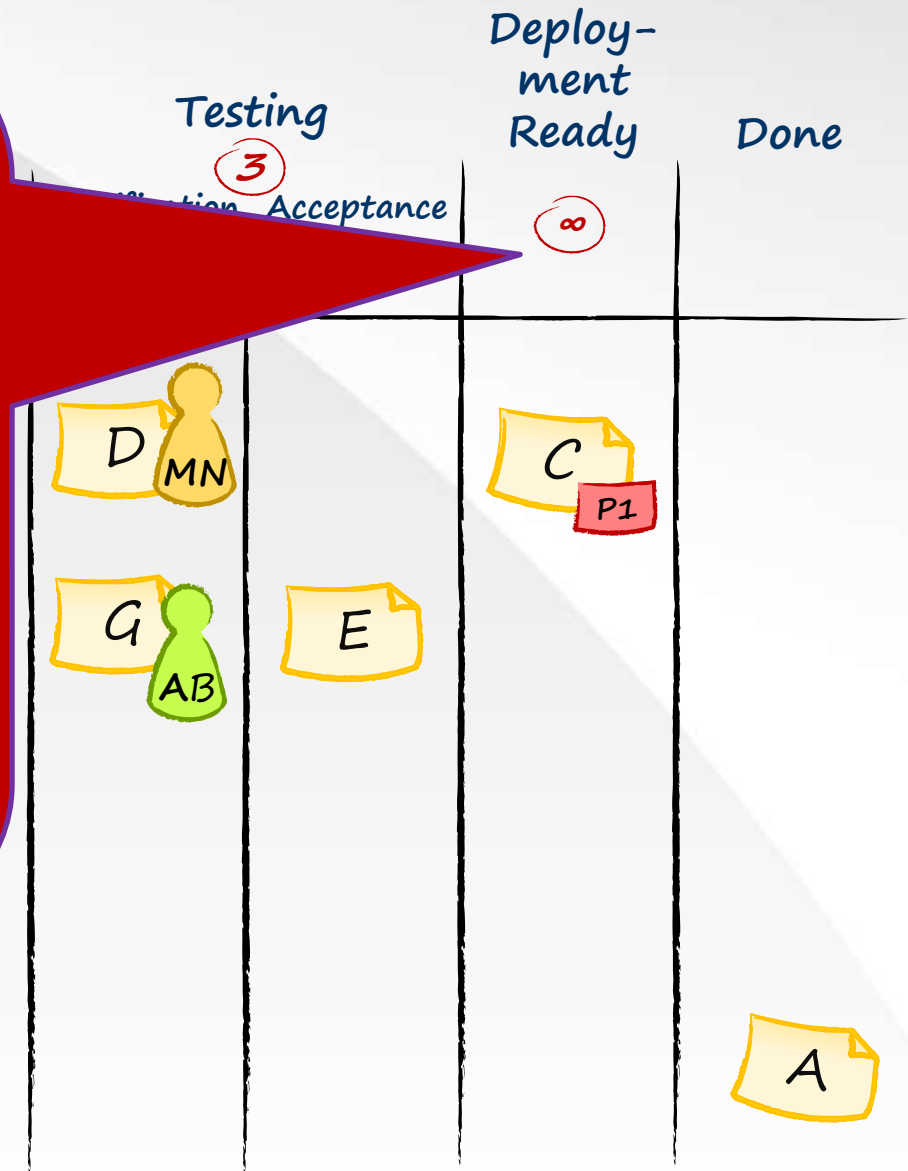 Deploy-
ment
Ready
Testing
Done
3
Acceptance
∞
D
MN
C
P1
G
AB
E
A